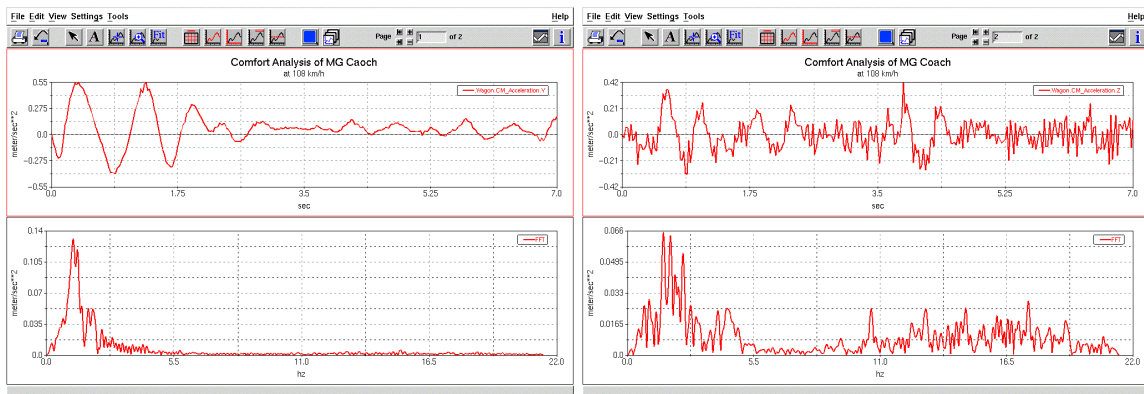 File Edit View Settings Tools Help
A Fit Page 1 of 2 i
Comfort Analysis of MG Caoch
at 108 km/h
Wagon.CM_Acceleration.Y
meter/sec**2
0.55
0.275
0.0
-0.275
-0.55
0.0 1.75 3.5 5.25 7.0
sec
FFT
meter/sec**2
0.14
0.105
0.07
0.035
0.0
0.0 5.5 11.0 16.5 22.0
hz
File Edit View Settings Tools Help
A Fit Page 2 of 2 i
Comfort Analysis of MG Coach
at 108 km/h
Wagon.CM_Acceleration.Z
meter/sec**2
0.42
0.21
0.0
-0.21
-0.42
0.0 1.75 3.5 5.25 7.0
sec
FFT
meter/sec**2
0.066
0.0495
0.033
0.0165
0.0
0.0 5.5 11.0 16.5 22.0
hz